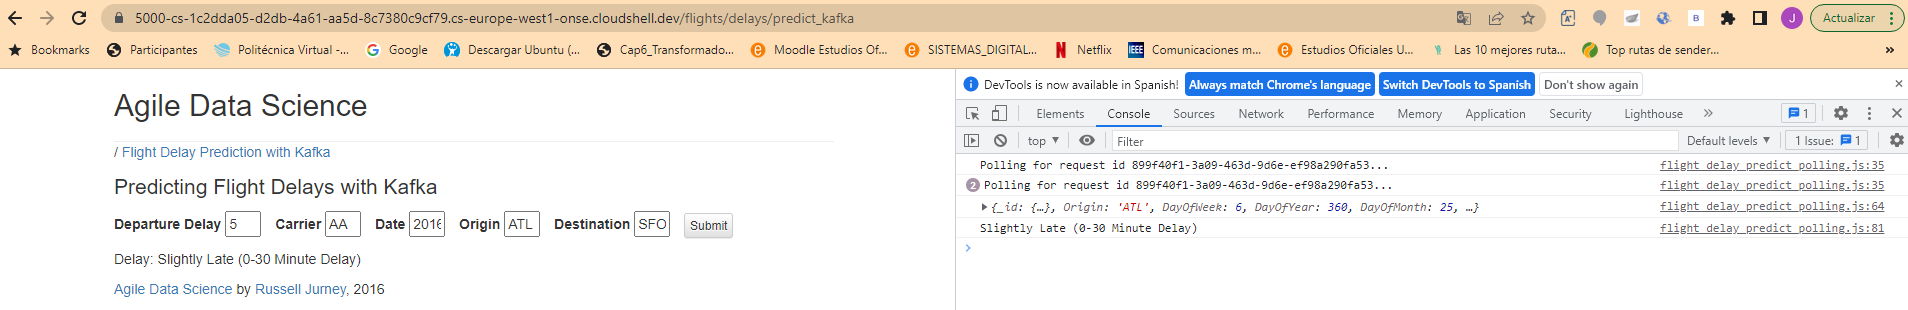 5000-cs-1c2dda05-d2db-4a61-aa5d-8c7380c9cf79.cs-europe-west1-onse.cloudshell.dev/flights/delays/predict_kafka
B
J
Actualizar
Bookmarks Participantes Politécnica Virtual -... Google Descargar Ubuntu (... Cap6_Transformado... Moodle Estudios Of... SISTEMAS_DIGITAL... Netflix IEEE Comunicaciones m... Estudios Oficiales U... Las 10 mejores ruta... Top rutas de sender... »
Agile Data Science
/ Flight Delay Prediction with Kafka
Predicting Flight Delays with Kafka
Departure Delay 5 Carrier AA Date 2016 Origin ATL Destination SFO Submit
Delay: Slightly Late (0-30 Minute Delay)
Agile Data Science by Russell Jurney, 2016
DevTools is now available in Spanish! Always match Chrome's language Switch DevTools to Spanish Don't show again
Elements Console Sources Network Performance Memory Application Security Lighthouse » 1
top Filter Default levels 1 Issue: 1
Polling for request id 899f40f1-3a09-463d-9d6e-ef98a290fa53... flight_delay_predict_polling.js:35
2 Polling for request id 899f40f1-3a09-463d-9d6e-ef98a290fa53... flight_delay_predict_polling.js:35
{_id: {…}, Origin: 'ATL', DayOfWeek: 6, DayOfYear: 360, DayOfMonth: 25, …} flight_delay_predict_polling.js:64
Slightly Late (0-30 Minute Delay) flight_delay_predict_polling.js:81